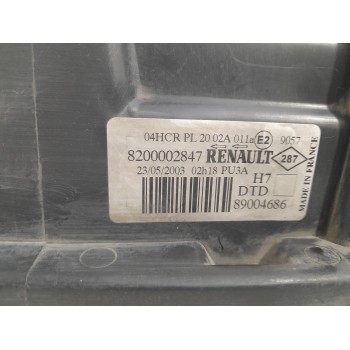 04HCR PL 20 02A 011a E2 9057
8200002847 RENAULT 287
23/05/2003 02h18 PU3A
H7
DTD
89004686
MADE IN FRANCE